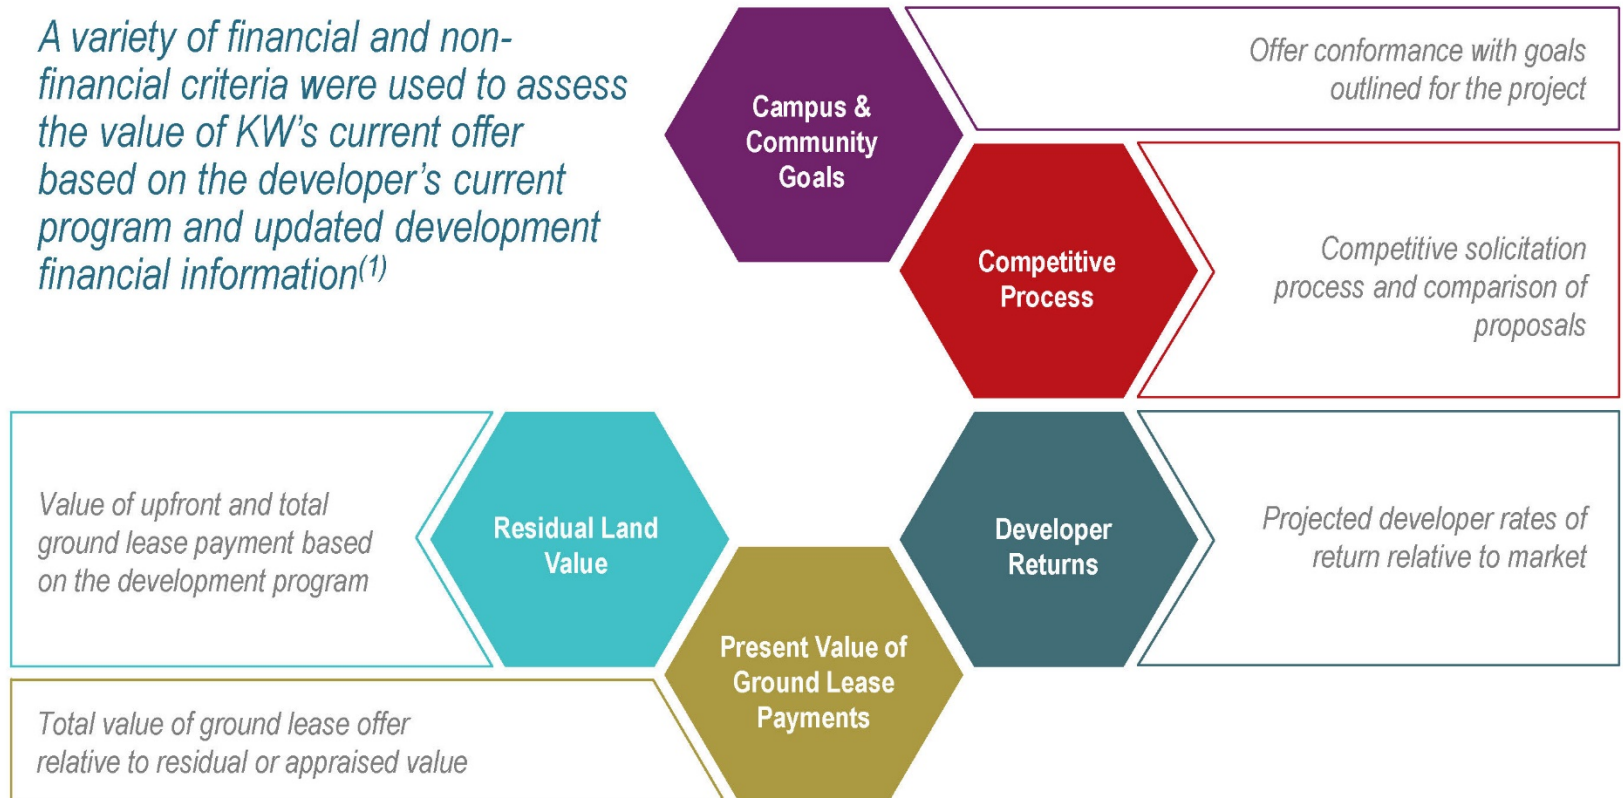 A variety of financial and non-
financial criteria were used to assess
the value of KW's current offer
based on the developer's current
program and updated development
financial information(1)
Campus &
Community
Goals
Offer conformance with goals
outlined for the project
Competitive
Process
Competitive solicitation
process and comparison of
proposals
Developer
Returns
Projected developer rates of
return relative to market
Present Value of
Ground Lease
Payments
Total value of ground lease offer
relative to residual or appraised value
Residual Land
Value
Value of upfront and total
ground lease payment based
on the development program